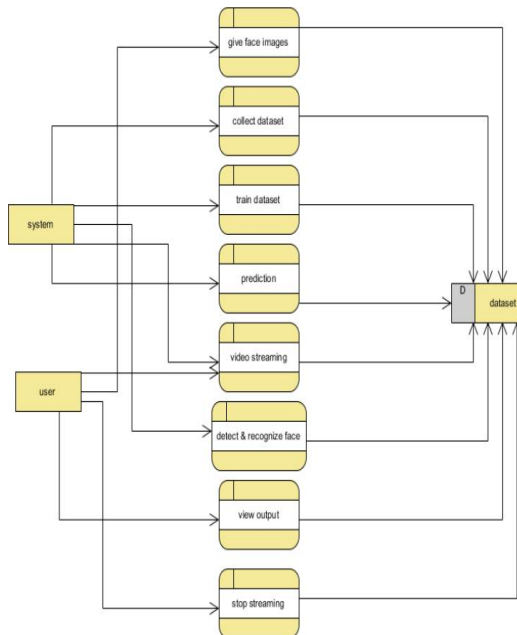 give face images
collect dataset
train dataset
system
prediction
D
dataset
video streaming
user
detect & recognize face
view output
stop streaming